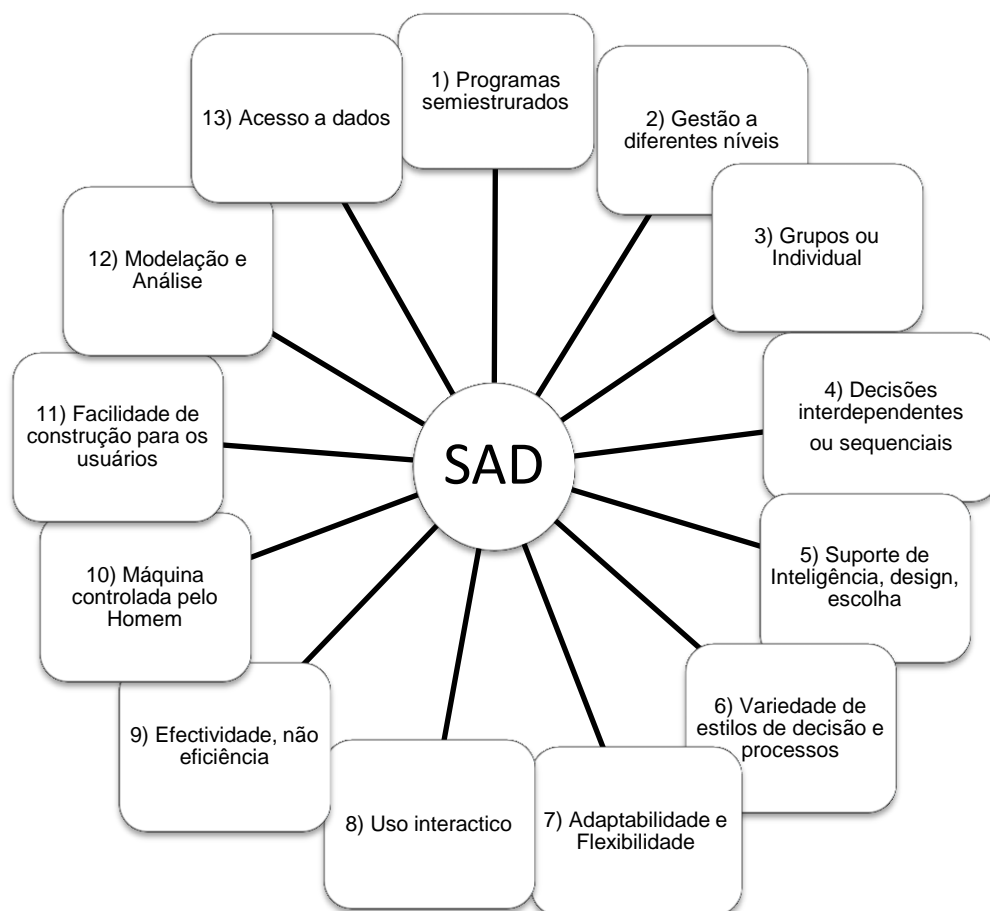 1) Programas
semiestrurados
2) Gestão a
diferentes níveis
3) Grupos ou
Individual
4) Decisões
interdependentes
ou sequenciais
5) Suporte de
Inteligência, design,
escolha
6) Variedade de
estilos de decisão e
processos
7) Adaptabilidade e
Flexibilidade
8) Uso interactico
9) Efectividade, não
eficiência
10) Máquina
controlada pelo
Homem
11) Facilidade de
construção para os
usuários
12) Modelação e
Análise
13) Acesso a dados
SAD